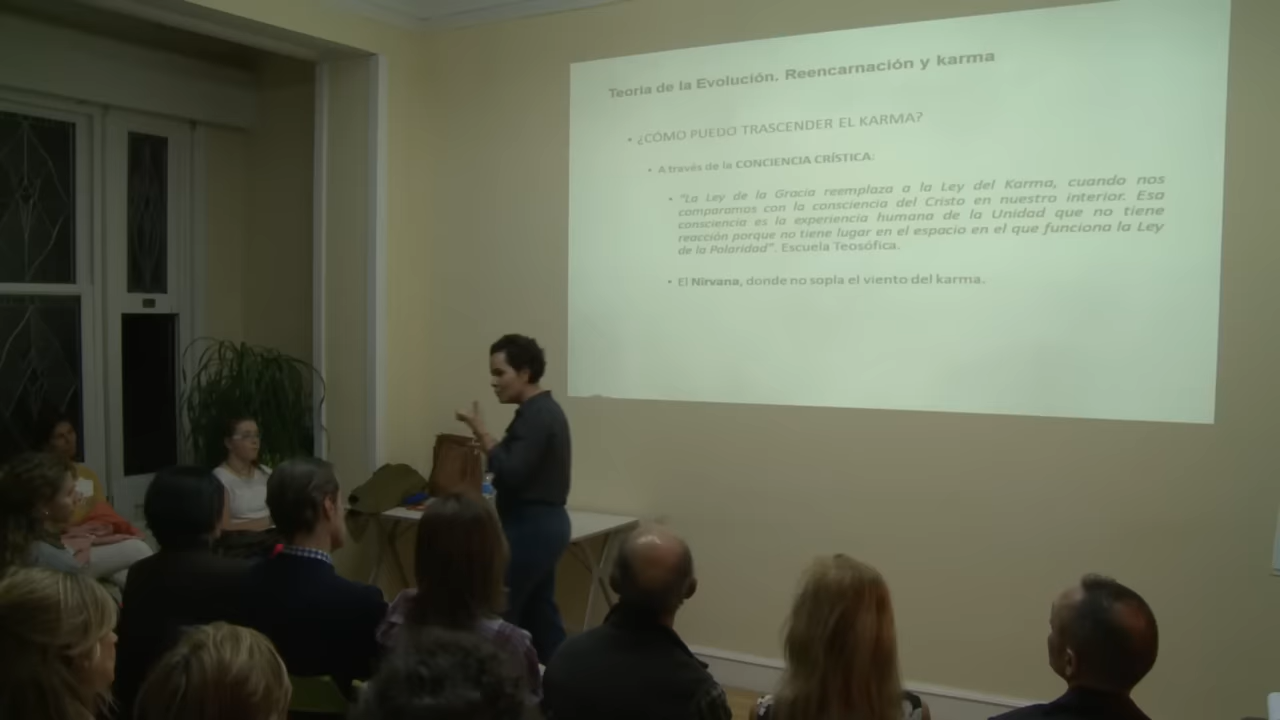 Teoría de la Evolución. Reencarnación y karma
• ¿CÓMO PUEDO TRASCENDER EL KARMA?
• A través de la CONCIENCIA CRÍSTICA:
• "La Ley de la Gracia reemplaza a la Ley del Karma, cuando nos
comparamos con la consciencia del Cristo en nuestro interior. Esa
consciencia es la experiencia humana de la Unidad que no tiene
reacción porque no tiene lugar en el espacio en el que funciona la Ley
de la Polaridad". Escuela Teosófica.
• El Nirvana, donde no sopla el viento del karma.